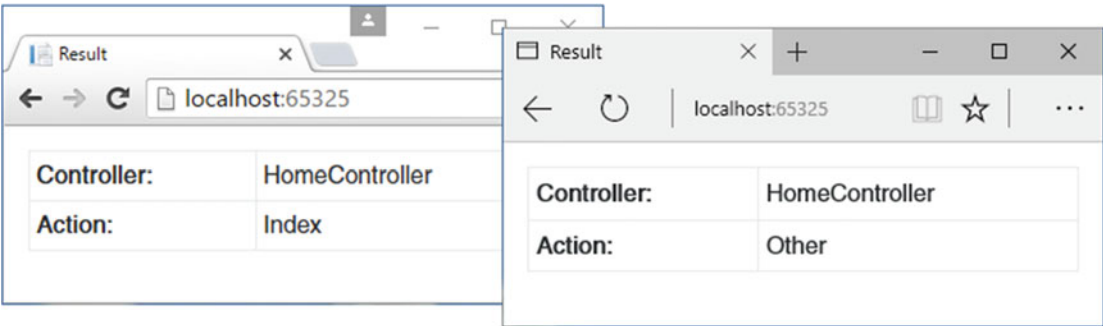 Result
localhost:65325
Controller: HomeController
Action: Index
Result
localhost:65325
Controller: HomeController
Action: Other